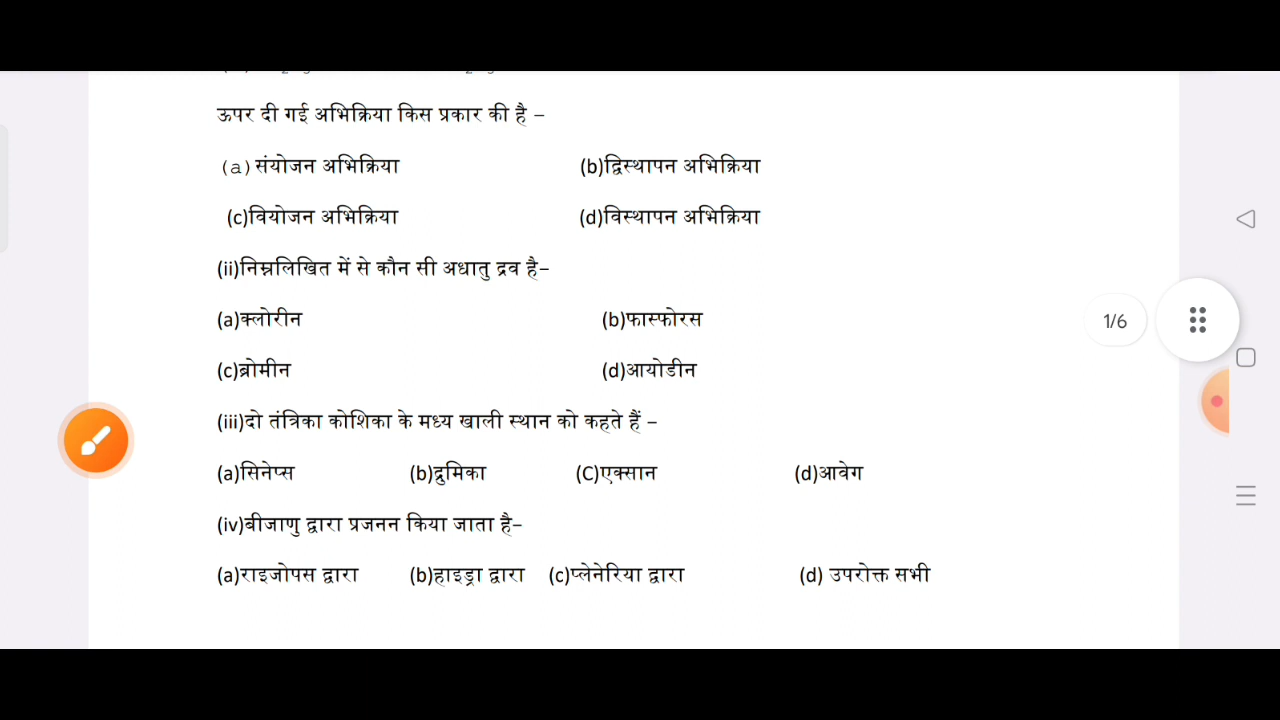 ऊपर दी गई अभिक्रिया किस प्रकार की है –
(a) संयोजन अभिक्रिया (b)द्विस्थापन अभिक्रिया
(c)वियोजन अभिक्रिया (d)विस्थापन अभिक्रिया
(ii)निम्नलिखित में से कौन सी अधातु द्रव है–
(a)क्लोरीन (b)फास्फोरस
1/6
(c)ब्रोमीन (d)आयोडीन
(iii)दो तंत्रिका कोशिका के मध्य खाली स्थान को कहते हैं –
(a)सिनेप्स (b)द्रुमिका (C)एक्सान (d)आवेग
(iv)बीजाणु द्वारा प्रजनन किया जाता है–
(a)राइजोपस द्वारा (b)हाइड्रा द्वारा (c)प्लेनेरिया द्वारा (d) उपरोक्त सभी